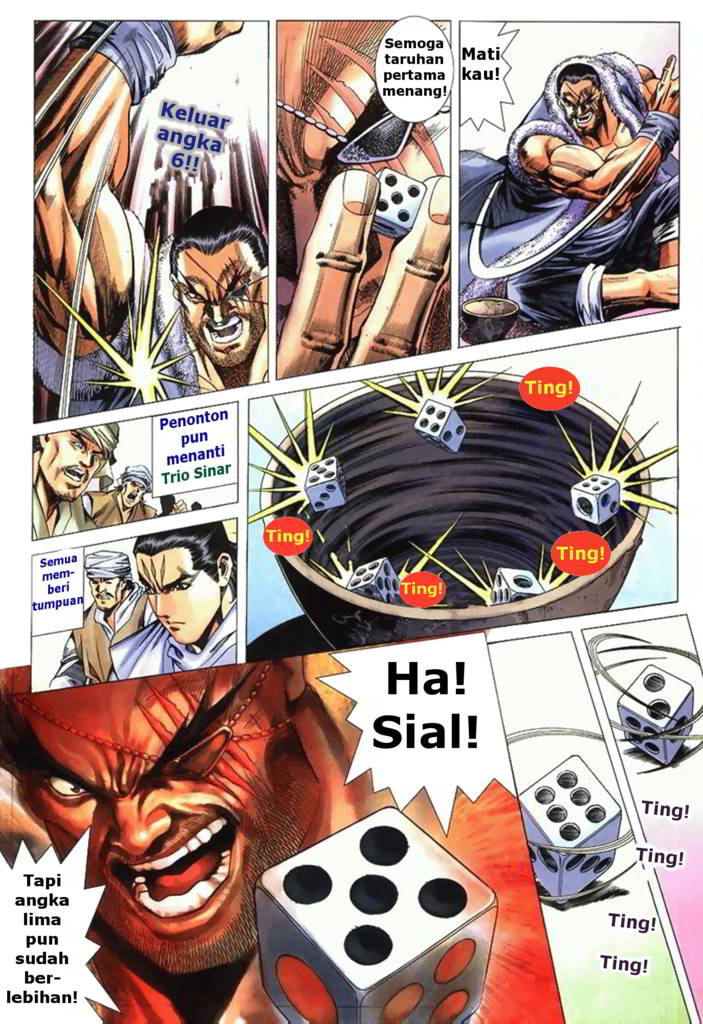 Keluar
angka
6!!
Semoga
taruhan
pertama
menang!
Mati
kau!
Penonton
pun
menanti
Trio Sinar
Ting!
Ting!
Ting!
Ting!
Semua
mem-
beri
tumpuan
Ha!
Sial!
Tapi
angka
lima
pun
sudah
ber-
lebihan!
Ting!
Ting!
Ting!
Ting!